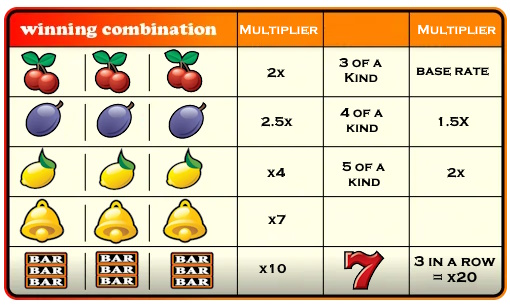 winning combination MULTIPLIER MULTIPLIER
2X 3 OF A KIND BASE RATE
2.5X 4 OF A KIND 1.5X
X4 5 OF A KIND 2X
X7
BAR BAR BAR
BAR BAR BAR
BAR BAR BAR
X10 7 3 IN A ROW = X20